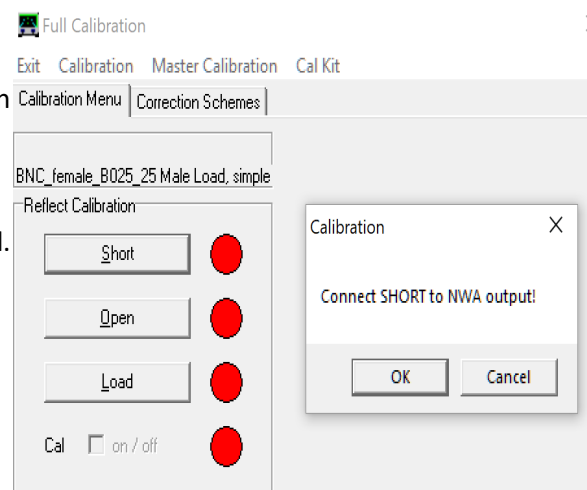 Full Calibration
Exit Calibration Master Calibration Cal Kit
Calibration Menu Correction Schemes
BNC_female_B025_25 Male Load, simple
Reflect Calibration
Short
Open
Load
Cal on / off
Calibration
Connect SHORT to NWA output!
OK Cancel